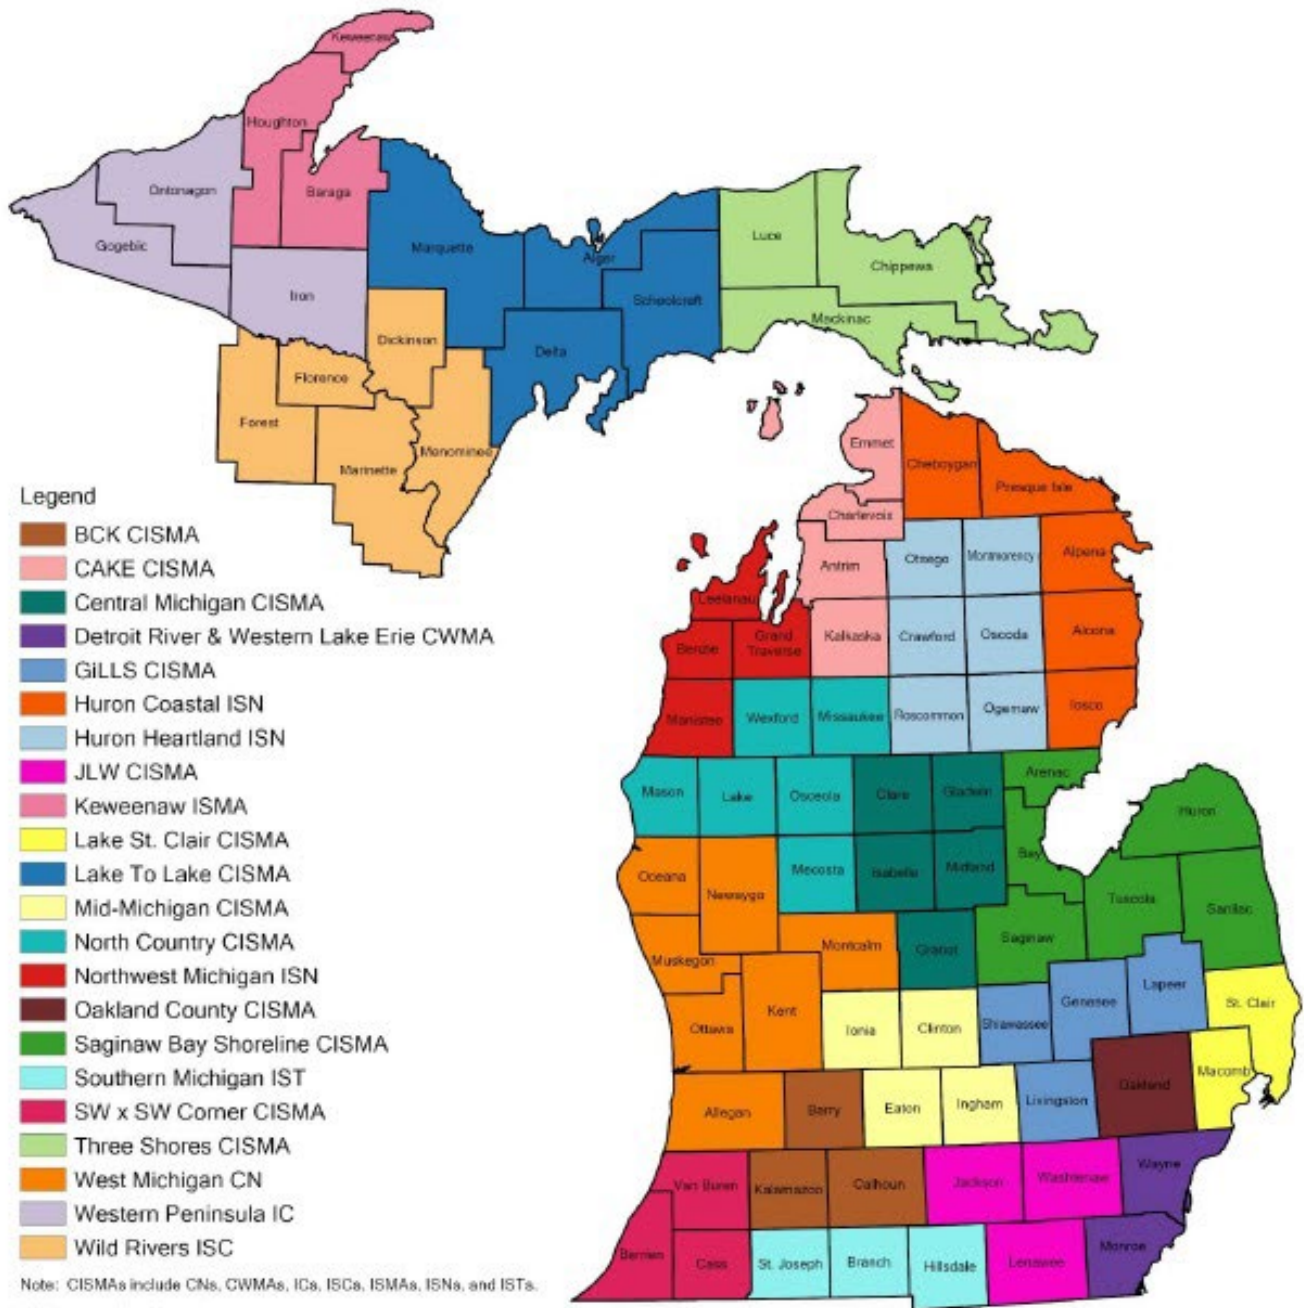 Keweenaw
Houghton
Ontonagon
Baraga
Gogebic
Marquette
Alger
Luce
Chippewa
Iron
Schoolcraft
Mackinac
Dickinson
Delta
Florence
Forest
Menominee
Marinette
Emmet
Cheboygan
Presque Isle
Charlevoix
Antrim
Otsego
Montmorency
Alpena
Leelanau
Benzie
Grand
Traverse
Kalkaska
Crawford
Oscoda
Alcona
Manistee
Wexford
Missaukee
Roscommon
Ogemaw
Iosco
Mason
Lake
Osceola
Clare
Gladwin
Arenac
Huron
Oceana
Newaygo
Mecosta
Isabella
Midland
Bay
Tuscola
Sanilac
Muskegon
Montcalm
Gratiot
Saginaw
Ottawa
Kent
Ionia
Clinton
Shiawassee
Genesee
Lapeer
St. Clair
Allegan
Barry
Eaton
Ingham
Livingston
Oakland
Macomb
Van Buren
Kalamazoo
Calhoun
Jackson
Washtenaw
Wayne
Berrien
Cass
St. Joseph
Branch
Hillsdale
Lenawee
Monroe
Legend
BCK CISMA
CAKE CISMA
Central Michigan CISMA
Detroit River & Western Lake Erie CWMA
GiLLS CISMA
Huron Coastal ISN
Huron Heartland ISN
JLW CISMA
Keweenaw ISMA
Lake St. Clair CISMA
Lake To Lake CISMA
Mid-Michigan CISMA
North Country CISMA
Northwest Michigan ISN
Oakland County CISMA
Saginaw Bay Shoreline CISMA
Southern Michigan IST
SW x SW Corner CISMA
Three Shores CISMA
West Michigan CN
Western Peninsula IC
Wild Rivers ISC
Note: CISMAs include CNs, CWMAs, ICs, ISCs, ISMAs, ISNs, and ISTs.